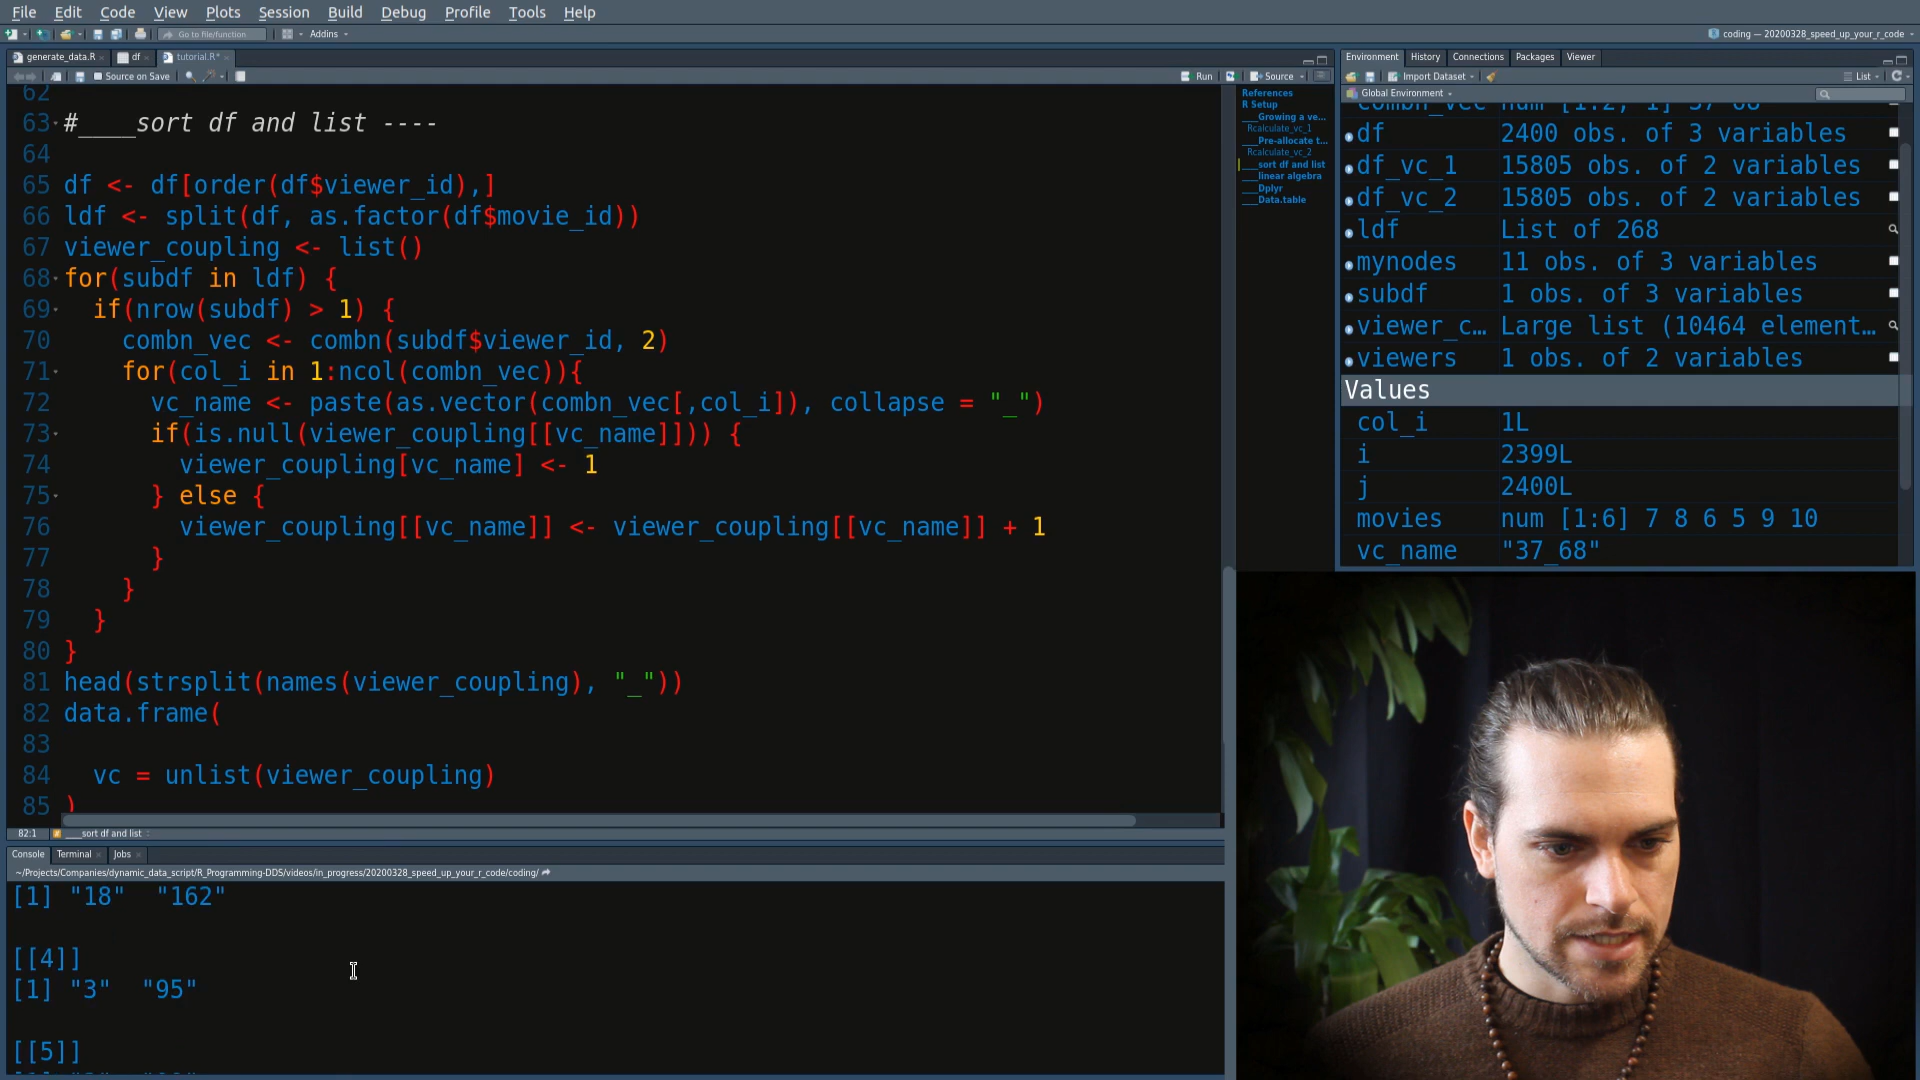 File Edit Code View Plots Session Build Debug Profile Tools Help
Go to file/function Addins
coding — 20200328_speed_up_your_r_code
generate_data.R df tutorial.R*
Source on Save Run Source
62
63 #____sort df and list ----
64
65 df <- df[order(df$viewer_id),]
66 ldf <- split(df, as.factor(df$movie_id))
67 viewer_coupling <- list()
68 for(subdf in ldf) {
69 if(nrow(subdf) > 1) {
70 combn_vec <- combn(subdf$viewer_id, 2)
71 for(col_i in 1:ncol(combn_vec)){
72 vc_name <- paste(as.vector(combn_vec[,col_i]), collapse = "_")
73 if(is.null(viewer_coupling[[vc_name]])) {
74 viewer_coupling[vc_name] <- 1
75 } else {
76 viewer_coupling[[vc_name]] <- viewer_coupling[[vc_name]] + 1
77 }
78 }
79 }
80 }
81 head(strsplit(names(viewer_coupling), "_"))
82 data.frame(
83
84 vc = unlist(viewer_coupling)
85 )
82:1 ____sort df and list
References
R Setup
____Growing a ve...
Rcalculate_vc_1
____Pre-allocate t...
Rcalculate_vc_2
____sort df and list
____linear algebra
____Dplyr
____Data.table
Console Terminal Jobs
~/Projects/Companies/dynamic_data_script/R_Programming-DDS/videos/in_progress/20200328_speed_up_your_r_code/coding/
[1] "18" "162"
[[4]]
[1] "3" "95"
[[5]]
Environment History Connections Packages Viewer
Import Dataset List
Global Environment
combn_vec num [1:2, 1] 37 68
df 2400 obs. of 3 variables
df_vc_1 15805 obs. of 2 variables
df_vc_2 15805 obs. of 2 variables
ldf List of 268
mynodes 11 obs. of 3 variables
subdf 1 obs. of 3 variables
viewer_c… Large list (10464 element…
viewers 1 obs. of 2 variables
Values
col_i 1L
i 2399L
j 2400L
movies num [1:6] 7 8 6 5 9 10
vc_name "37_68"